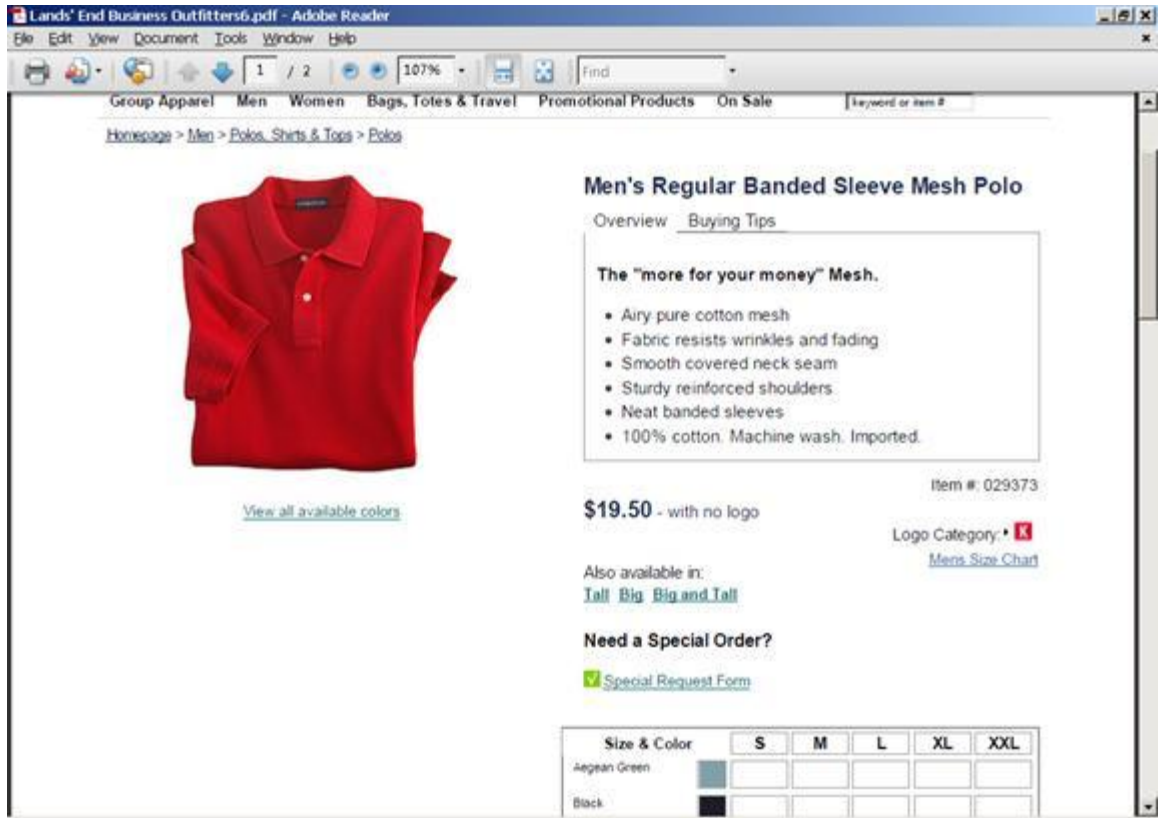 Lands' End Business Outfitters6.pdf - Adobe Reader
File Edit View Document Tools Window Help
1 / 2 107% Find
Group Apparel Men Women Bags, Totes & Travel Promotional Products On Sale keyword or item #
Homepage > Men > Polos, Shirts & Tops > Polos
Men's Regular Banded Sleeve Mesh Polo
Overview Buying Tips
The "more for your money" Mesh.
• Airy pure cotton mesh
• Fabric resists wrinkles and fading
• Smooth covered neck seam
• Sturdy reinforced shoulders
• Neat banded sleeves
• 100% cotton. Machine wash. Imported.
Item #: 029373
View all available colors
$19.50 - with no logo
Logo Category: K
Mens Size Chart
Also available in:
Tall Big Big and Tall
Need a Special Order?
Special Request Form
Size & Color S M L XL XXL
Aegean Green
Black